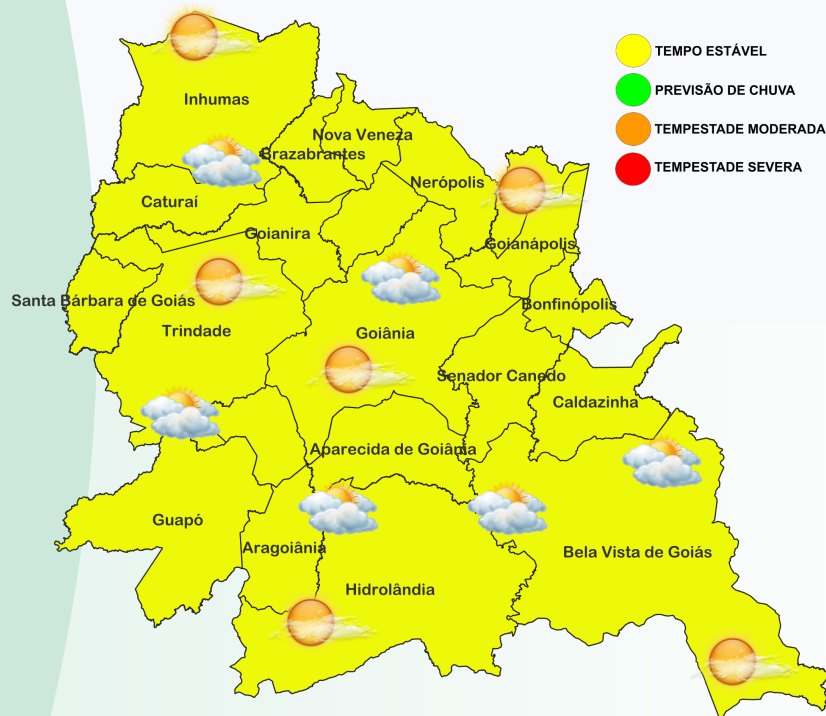 TEMPO ESTÁVEL
PREVISÃO DE CHUVA
TEMPESTADE MODERADA
TEMPESTADE SEVERA
Inhumas
Nova Veneza
Brazabrantes
Nerópolis
Caturaí
Goianira
Goianápolis
Santa Bárbara de Goiás
Bonfinópolis
Trindade
Goiânia
Senador Canedo
Caldazinha
Aparecida de Goiânia
Guapó
Aragoiânia
Bela Vista de Goiás
Hidrolândia